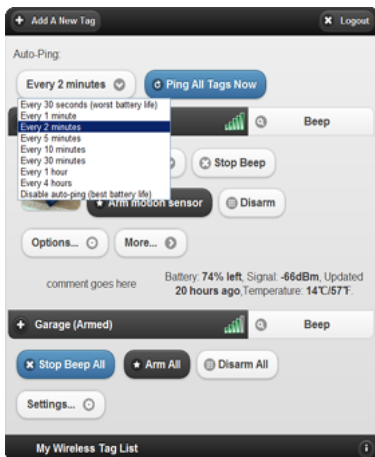 Add A New Tag
Logout
Auto-Ping:
Every 2 minutes
Ping All Tags Now
Every 30 seconds (worst battery life)
Every 1 minute
Every 2 minutes
Every 5 minutes
Every 10 minutes
Every 30 minutes
Every 1 hour
Every 4 hours
Disable auto-ping (best battery life)
Beep
Stop Beep
Arm motion sensor
Disarm
Options...
More...
comment goes here
Battery: 74% left, Signal: -66dBm, Updated
20 hours ago,Temperature: 14℃/57℉.
Garage (Armed)
Beep
Stop Beep All
Arm All
Disarm All
Settings...
My Wireless Tag List